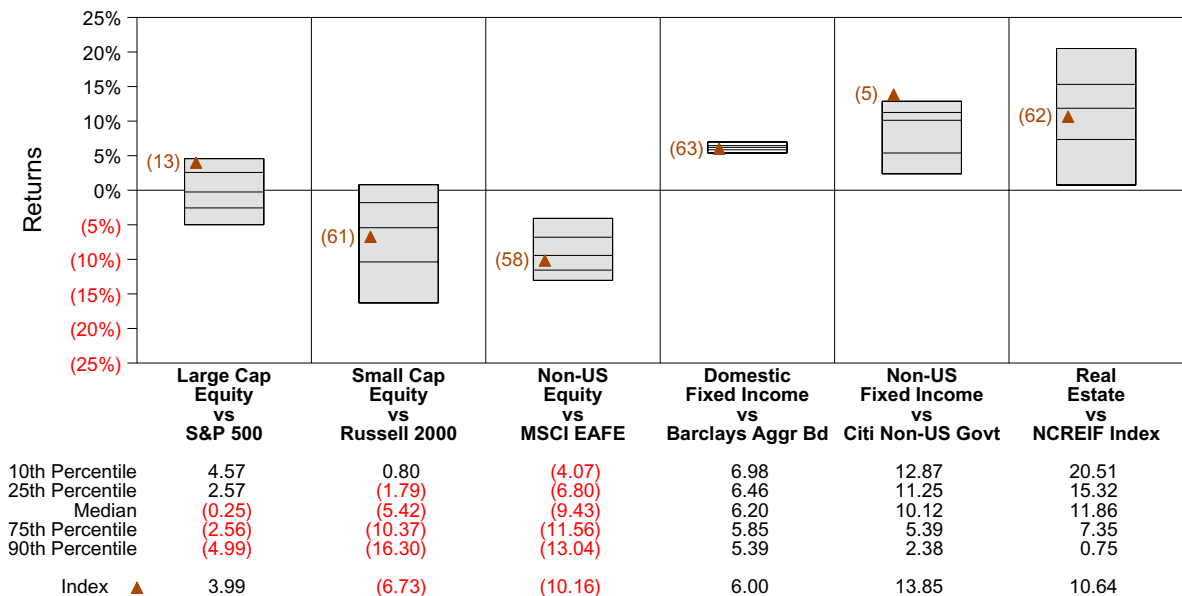 25%
20%
15%
10%
5%
0%
(5%)
(10%)
(15%)
(20%)
(25%)
Returns
(13)
(61)
(58)
(63)
(5)
(62)
Large Cap Small Cap Non-US Domestic Non-US Real
Equity Equity Equity Fixed Income Fixed Income Estate
vs vs vs vs vs vs
S&P 500 Russell 2000 MSCI EAFE Barclays Aggr Bd Citi Non-US Govt NCREIF Index
10th Percentile 4.57 0.80 (4.07) 6.98 12.87 20.51
25th Percentile 2.57 (1.79) (6.80) 6.46 11.25 15.32
Median (0.25) (5.42) (9.43) 6.20 10.12 11.86
75th Percentile (2.56) (10.37) (11.56) 5.85 5.39 7.35
90th Percentile (4.99) (16.30) (13.04) 5.39 2.38 0.75
Index 3.99 (6.73) (10.16) 6.00 13.85 10.64